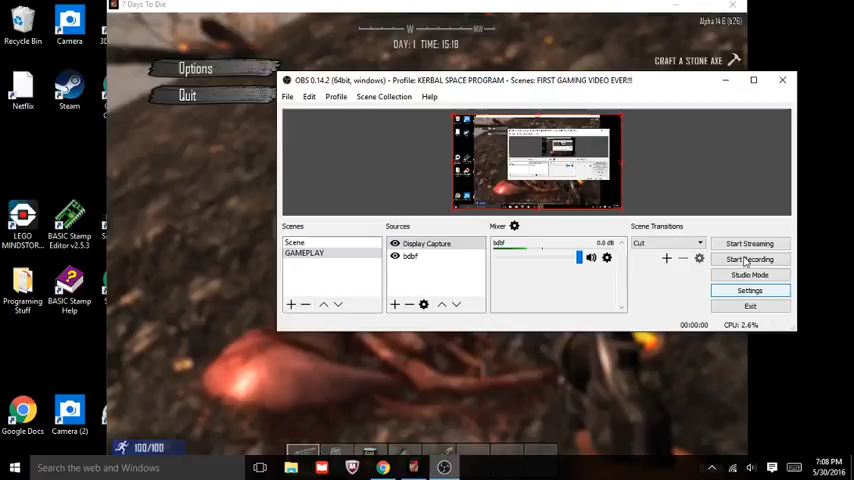 7 Days To Die
Alpha 14.6 (b26)
DAY: 1 TIME: 15:18
CRAFT A STONE AXE
Options
Quit
Recycle Bin
Camera
Netflix
Steam
LEGO
MINDSTOR...
BASIC Stamp
Editor v2.5.3
Programing
Stuff
BASIC Stamp
Help
Google Docs
Camera (2)
OBS 0.14.2 (64bit, windows) - Profile: KERBAL SPACE PROGRAM - Scenes: FIRST GAMING VIDEO EVER!!!
File Edit Profile Scene Collection Help
Scenes
Scene
GAMEPLAY
Sources
Display Capture
bdbf
Mixer
bdbf 0.0 dB
Scene Transitions
Cut
Start Streaming
Start Recording
Studio Mode
Settings
Exit
00:00:00 CPU: 2.6%
100/100
Search the web and Windows
7:08 PM
5/30/2016